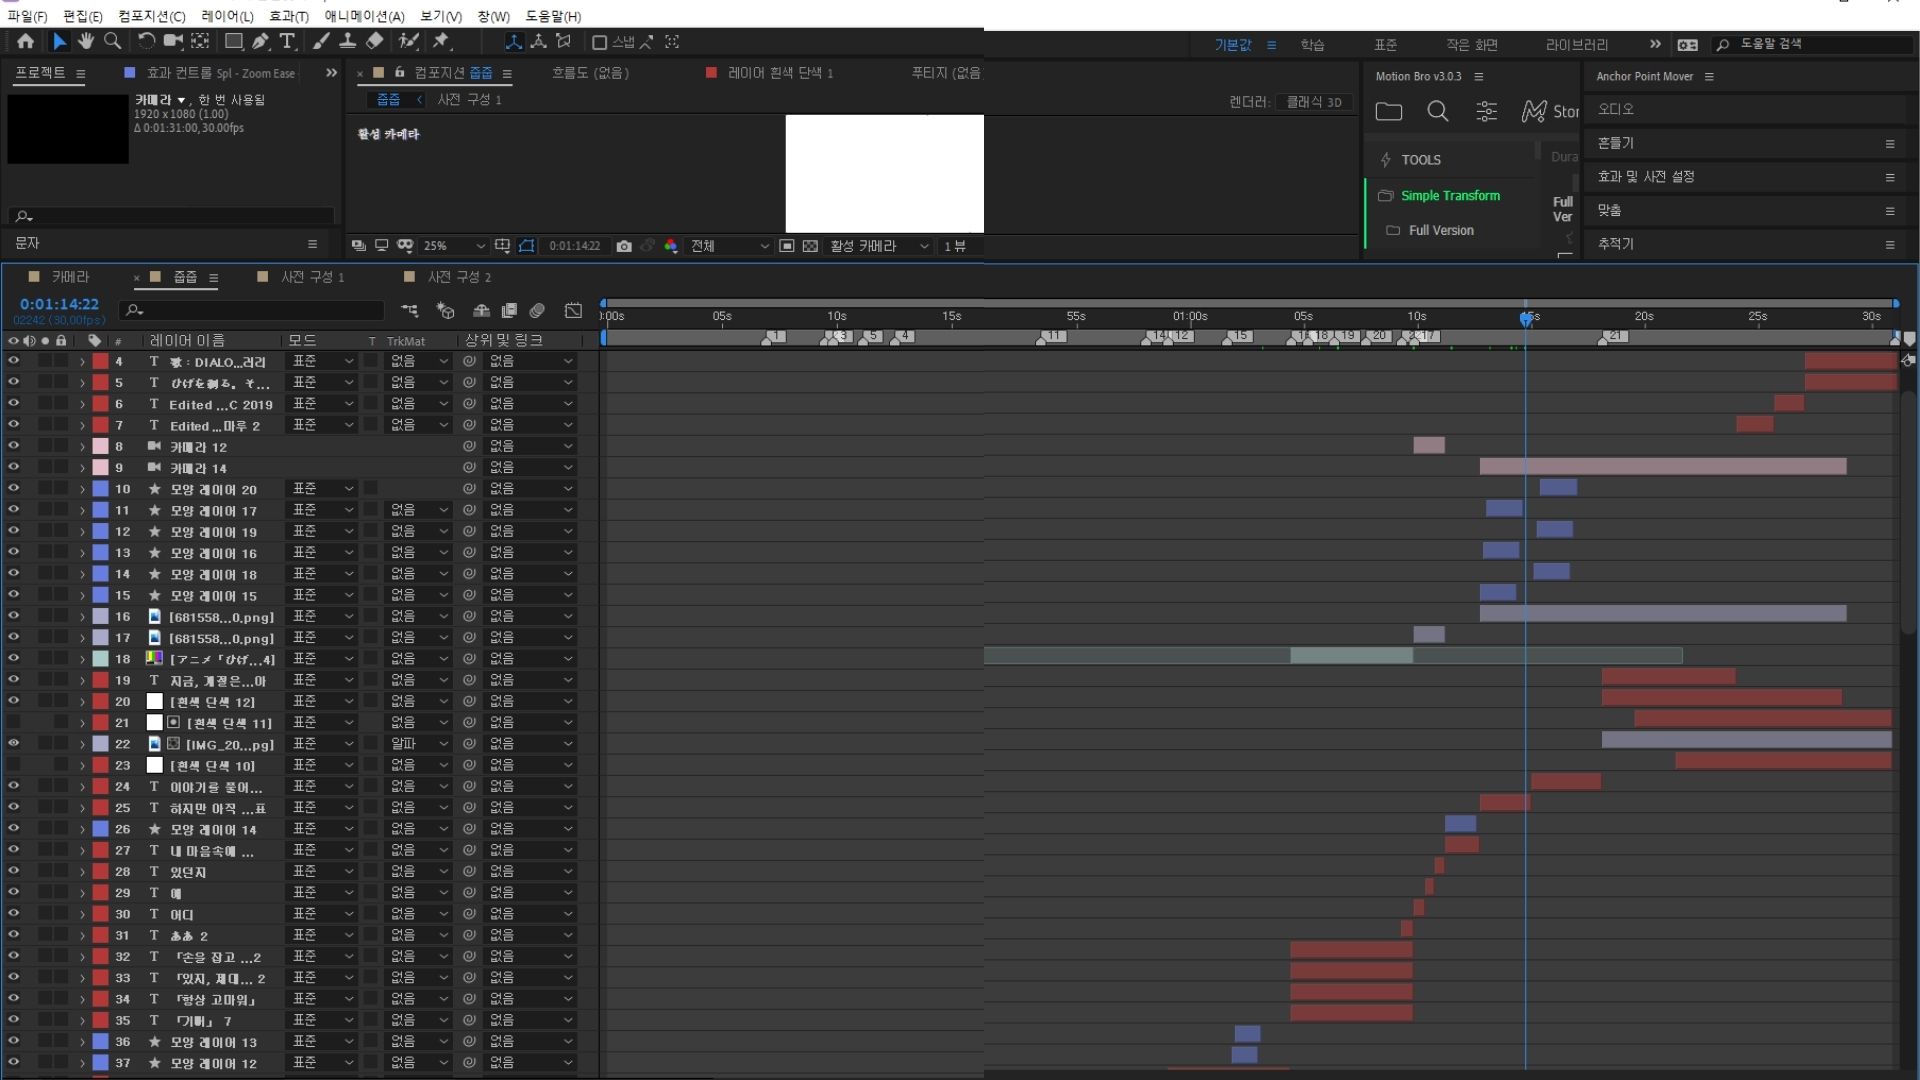 파일(F) 편집(E) 컴포지션(C) 레이어(L) 효과(T) 애니메이션(A) 보기(V) 창(W) 도움말(H)
스냅 기본값 학습 표준 작은 화면 라이브러리 도움말 검색
프로젝트 효과 컨트롤 Spl - Zoom Ease 컴포지션 줍줍 흐름도 (없음) 레이어 흰색 단색 1 푸티지 (없음) Motion Bro v3.0.3 Anchor Point Mover
카메라 ▼, 한 번 사용됨
1920 x 1080 (1.00)
Δ 0:01:31:00, 30.00fps
줍줍 사전 구성 1 렌더러: 클래식 3D
활성 카메라
Stor
TOOLS
Dura
Simple Transform
Full Ver
Full Version
오디오
흔들기
효과 및 사전 설정
맞춤
추적기
문자
25% 0:01:14:22 전체 활성 카메라 1 뷰
카메라 줍줍 사전 구성 1 사전 구성 2
0:01:14:22
02242 (30.00fps)
:00s 05s 10s 15s 55s 01:00s 05s 10s 20s 25s 30s
# 레이어 이름 모드 T TrkMat 상위 및 링크
1 3 5 4 11 14 12 15 18 19 20 17 21
4 T 歌 : DIALO...러리 표준 없음 없음
5 T ひげを剃る。そ... 표준 없음 없음
6 T Edited ...C 2019 표준 없음 없음
7 T Edited ...마루 2 표준 없음 없음
8 카메라 12 없음
9 카메라 14 없음
10 모양 레이어 20 표준 없음
11 모양 레이어 17 표준 없음 없음
12 모양 레이어 19 표준 없음 없음
13 모양 레이어 16 표준 없음 없음
14 모양 레이어 18 표준 없음 없음
15 모양 레이어 15 표준 없음 없음
16 [681558...0.png] 표준 없음 없음
17 [681558...0.png] 표준 없음 없음
18 [アニメ「ひげ...4] 표준 없음 없음
19 T 지금, 계절은...아 표준 없음 없음
20 [흰색 단색 12] 표준 없음 없음
21 [흰색 단색 11] 표준 없음 없음
22 [IMG_20...pg] 표준 알파 없음
23 [흰색 단색 10] 표준 없음 없음
24 T 이야기를 풀어... 표준 없음 없음
25 T 하지만 아직 ...표 표준 없음 없음
26 모양 레이어 14 표준 없음 없음
27 T 내 마음속에 ... 표준 없음 없음
28 T 있던지 표준 없음 없음
29 T 에 표준 없음 없음
30 T 어디 표준 없음 없음
31 T ああ 2 표준 없음 없음
32 T 「손을 잡고 ...2 표준 없음 없음
33 T 「있지, 제대... 2 표준 없음 없음
34 T 「항상 고마워」 표준 없음 없음
35 T 「기뻐」 7 표준 없음 없음
36 모양 레이어 13 표준 없음 없음
37 모양 레이어 12 표준 없음 없음